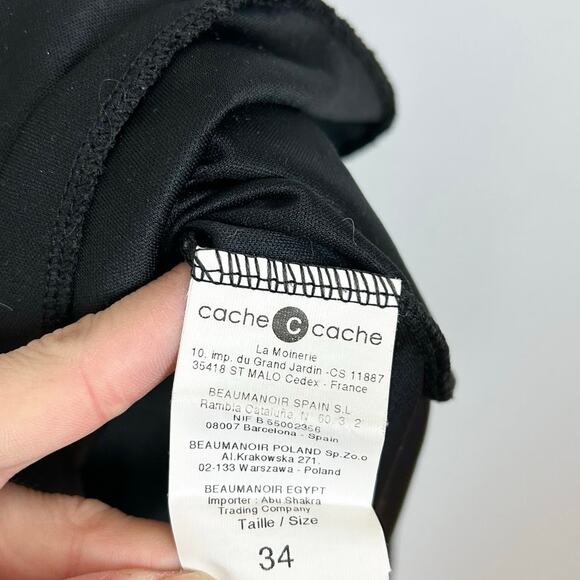 cache c cache
La Moinerie
10, imp. du Grand Jardin -CS 11887
35418 ST MALO Cedex - France
BEAUMANOIR SPAIN S.L
Rambla Cataluña N° 60, 3, 2
NIF B 65002356
08007 Barcelona - Spain
BEAUMANOIR POLAND Sp.Zo.o
Al.Krakowska 271,
02-133 Warszawa - Poland
BEAUMANOIR EGYPT
Importer : Abu Shakra
Trading Company
Taille / Size
34